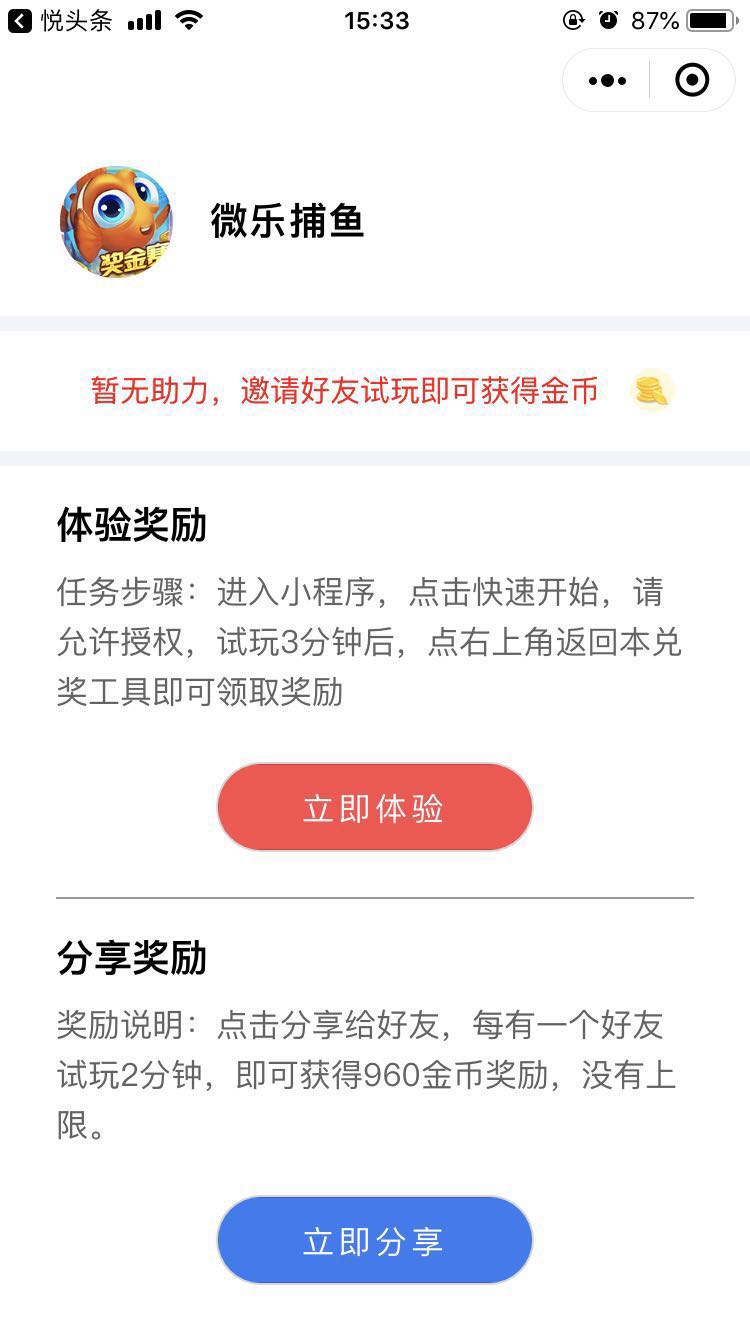 悦头条 15:33 87%
奖金赛
微乐捕鱼
暂无助力，邀请好友试玩即可获得金币
体验奖励
任务步骤：进入小程序，点击快速开始，请
允许授权，试玩3分钟后，点右上角返回本兑
奖工具即可领取奖励
立即体验
分享奖励
奖励说明：点击分享给好友，每有一个好友
试玩2分钟，即可获得960金币奖励，没有上
限。
立即分享